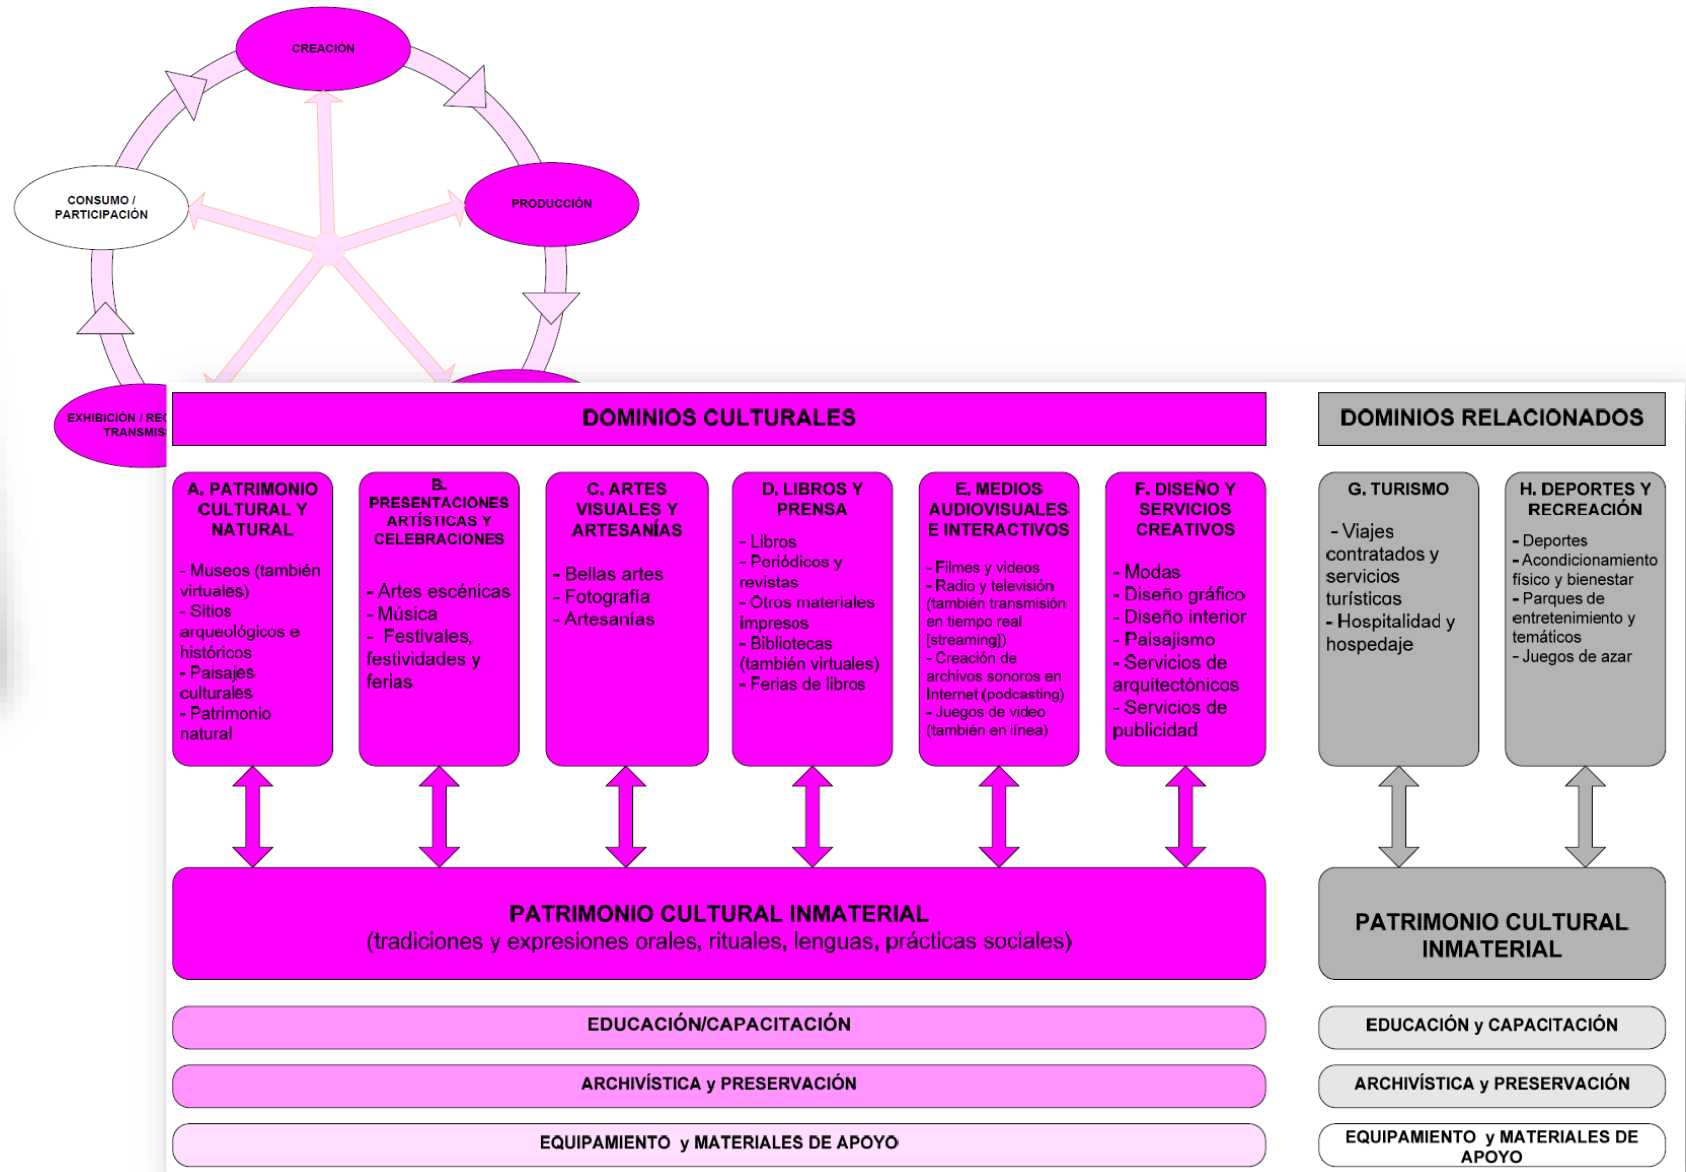 CREACIÓN
CONSUMO /
PARTICIPACIÓN
PRODUCCIÓN
EXHIBICIÓN /
DOMINIOS CULTURALES
A. PATRIMONIO
CULTURAL Y
NATURAL
- Museos (también
virtuales)
- Sitios
arqueológicos e
históricos
- Paisajes
culturales
- Patrimonio
natural
B.
PRESENTACIONES
ARTÍSTICAS Y
CELEBRACIONES
- Artes escénicas
- Música
- Festivales,
festividades y
ferias
C. ARTES
VISUALES Y
ARTESANÍAS
- Bellas artes
- Fotografía
- Artesanías
D. LIBROS Y
PRENSA
- Libros
- Periódicos y
revistas
- Otros materiales
impresos
- Bibliotecas
(también virtuales)
- Ferias de libros
E. MEDIOS
AUDIOVISUALES
E INTERACTIVOS
- Filmes y videos
- Radio y televisión
(también transmisión
en tiempo real
[streaming])
- Creación de
archivos sonoros en
Internet (podcasting)
- Juegos de video
(también en línea)
F. DISEÑO Y
SERVICIOS
CREATIVOS
- Modas
- Diseño gráfico
- Diseño interior
- Paisajismo
- Servicios de
arquitectónicos
- Servicios de
publicidad
PATRIMONIO CULTURAL INMATERIAL
(tradiciones y expresiones orales, rituales, lenguas, prácticas sociales)
EDUCACIÓN/CAPACITACIÓN
ARCHIVÍSTICA y PRESERVACIÓN
EQUIPAMIENTO y MATERIALES DE APOYO
DOMINIOS RELACIONADOS
G. TURISMO
- Viajes
contratados y
servicios
turísticos
- Hospitalidad y
hospedaje
H. DEPORTES Y
RECREACIÓN
- Deportes
- Acondicionamiento
físico y bienestar
- Parques de
entretenimiento y
temáticos
- Juegos de azar
PATRIMONIO CULTURAL
INMATERIAL
EDUCACIÓN y CAPACITACIÓN
ARCHIVÍSTICA y PRESERVACIÓN
EQUIPAMIENTO y MATERIALES DE
APOYO